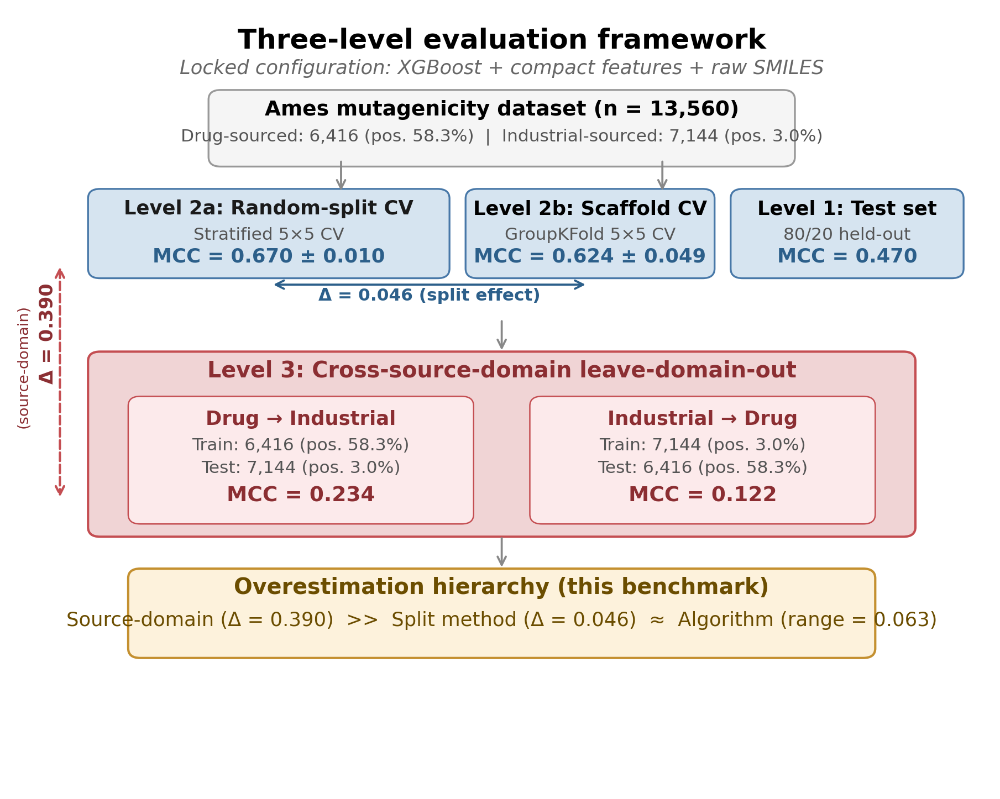 Three-level evaluation framework
Locked configuration: XGBoost + compact features + raw SMILES
Ames mutagenicity dataset (n = 13,560)
Drug-sourced: 6,416 (pos. 58.3%) | Industrial-sourced: 7,144 (pos. 3.0%)
Level 2a: Random-split CV
Stratified 5×5 CV
MCC = 0.670 ± 0.010
Level 2b: Scaffold CV
GroupKFold 5×5 CV
MCC = 0.624 ± 0.049
Level 1: Test set
80/20 held-out
MCC = 0.470
Δ = 0.046 (split effect)
Δ = 0.390
(source-domain)
Level 3: Cross-source-domain leave-domain-out
Drug → Industrial
Train: 6,416 (pos. 58.3%)
Test: 7,144 (pos. 3.0%)
MCC = 0.234
Industrial → Drug
Train: 7,144 (pos. 3.0%)
Test: 6,416 (pos. 58.3%)
MCC = 0.122
Overestimation hierarchy (this benchmark)
Source-domain (Δ = 0.390) >> Split method (Δ = 0.046) ≈ Algorithm (range = 0.063)